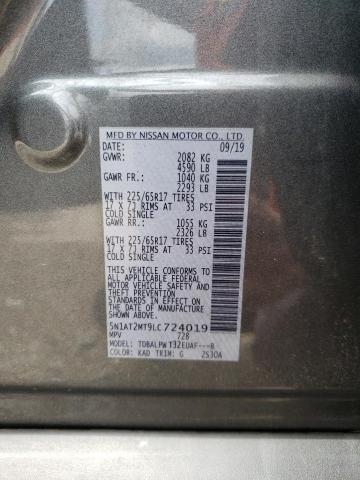 MFD BY NISSAN MOTOR CO., LTD.
DATE: 09/19
GVWR: 2082 KG
4590 LB
GAWR FR.: 1040 KG
2293 LB
WITH 225/65R17 TIRES
17 X 7J RIMS AT 33 PSI
COLD SINGLE
GAWR RR.: 1055 KG
2326 LB
WITH 225/65R17 TIRES
17 X 7J RIMS AT 33 PSI
COLD SINGLE
THIS VEHICLE CONFORMS
TO ALL APPLICABLE FEDERAL
MOTOR VEHICLE SAFETY AND
THEFT PREVENTION
STANDARDS IN EFFECT ON
THE DATE OF MANUFACTURE
SHOWN ABOVE.
5N1AT2MT9LC724019
MPV 728
MODEL: TDBALPW T32EUAF---B
COLOR: KAD TRIM: G 2530A